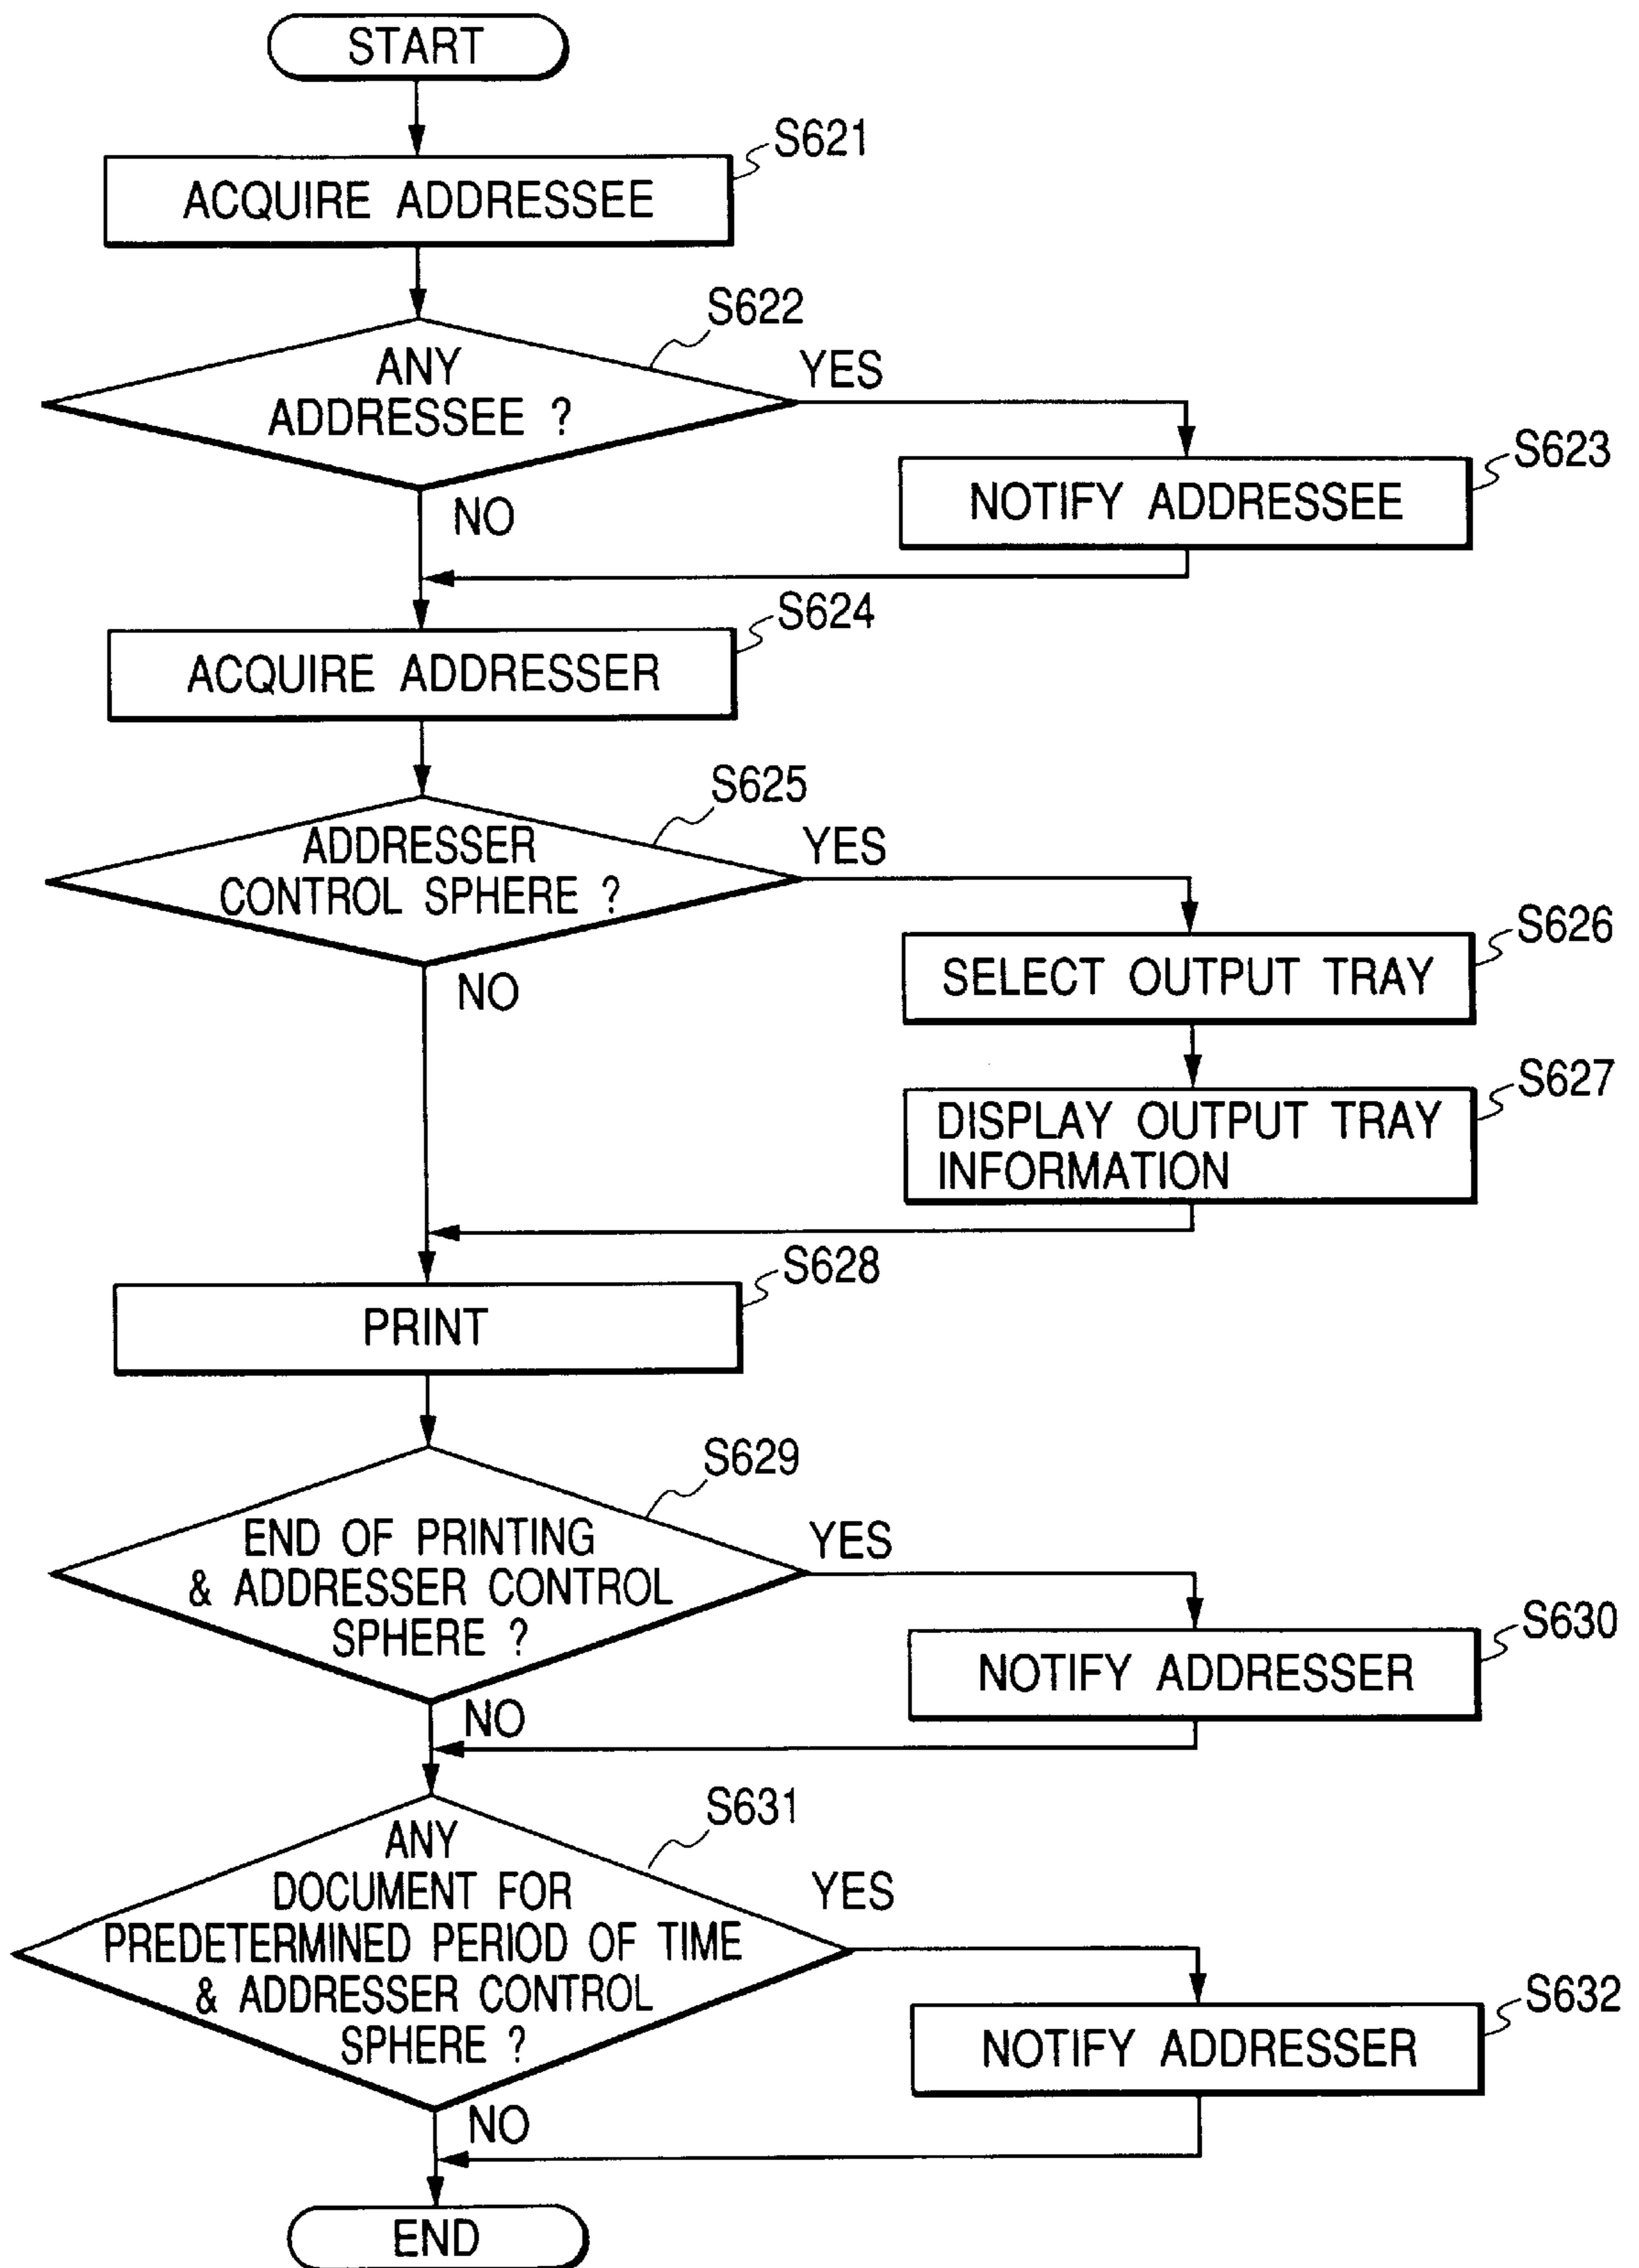 START
S621
ACQUIRE ADDRESSEE
S622
ANY
ADDRESSEE ?
YES
S623
NOTIFY ADDRESSEE
NO
S624
ACQUIRE ADDRESSER
S625
ADDRESSER
CONTROL SPHERE ?
YES
S626
SELECT OUTPUT TRAY
NO
S627
DISPLAY OUTPUT TRAY
INFORMATION
S628
PRINT
S629
END OF PRINTING
& ADDRESSER CONTROL
SPHERE ?
YES
S630
NOTIFY ADDRESSER
NO
S631
ANY
DOCUMENT FOR
PREDETERMINED PERIOD OF TIME
& ADDRESSER CONTROL
SPHERE ?
YES
S632
NOTIFY ADDRESSER
NO
END